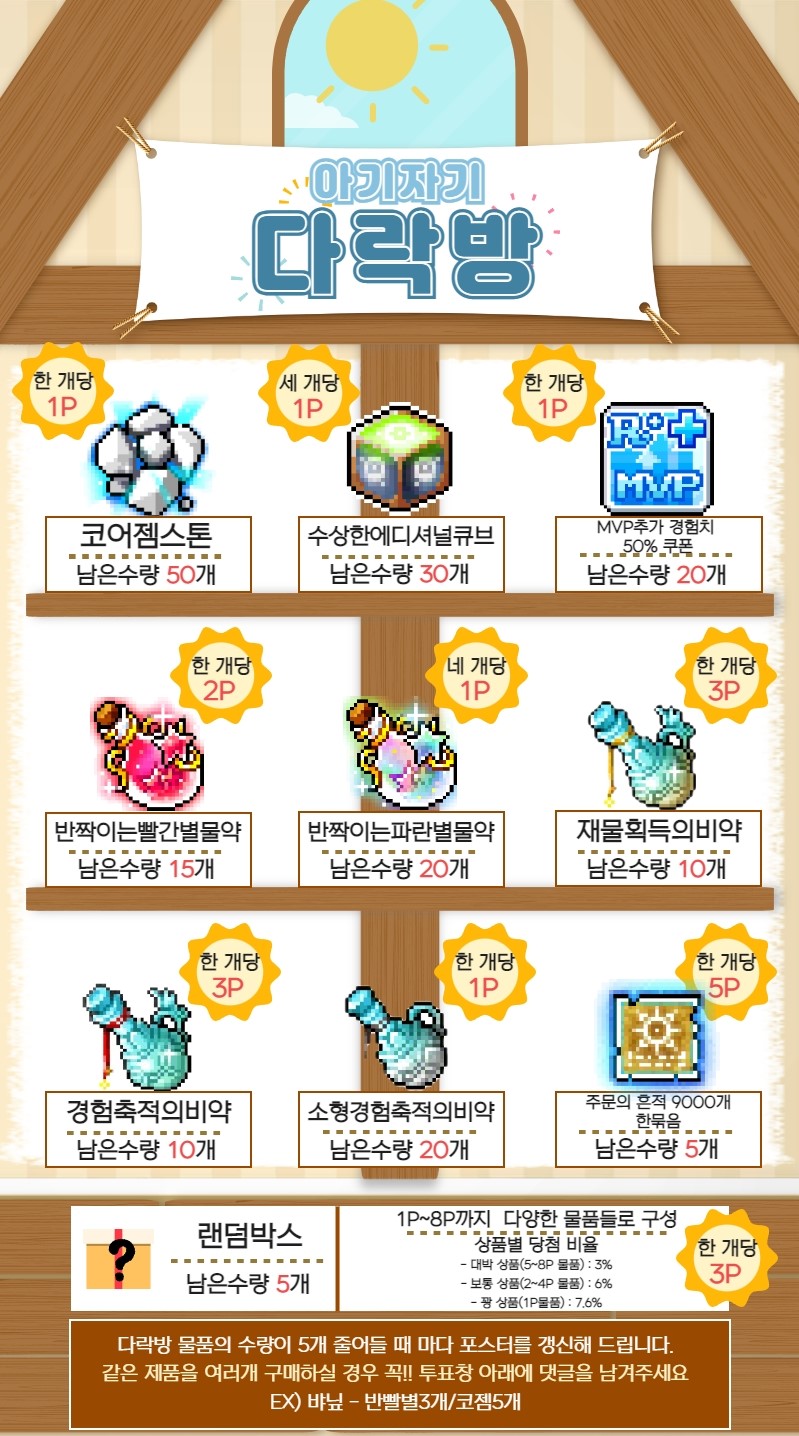 아기자기
다락방
한 개당
1P
세 개당
1P
한 개당
1P
R +
MVP
코어젬스톤
남은수량 50개
수상한에디셔널큐브
남은수량 30개
MVP추가 경험치
50% 쿠폰
남은수량 20개
한 개당
2P
네 개당
1P
한 개당
3P
반짝이는빨간별물약
남은수량 15개
반짝이는파란별물약
남은수량 20개
재물획득의비약
남은수량 10개
한 개당
3P
한 개당
1P
한 개당
5P
경험축적의비약
남은수량 10개
소형경험축적의비약
남은수량 20개
주문의 흔적 9000개
한묶음
남은수량 5개
?
랜덤박스
남은수량 5개
1P~8P까지 다양한 물품들로 구성
상품별 당첨 비율
- 대박 상품(5~8P 물품) : 3%
- 보통 상품(2~4P 물품) : 6%
- 꽝 상품(1P물품) : 7,6%
한 개당
3P
다락방 물품의 수량이 5개 줄어들 때 마다 포스터를 갱신해 드립니다.
같은 제품을 여러개 구매하실 경우 꼭!! 투표창 아래에 댓글을 남겨주세요
EX) 뱌닢 - 반빨별3개/코젬5개